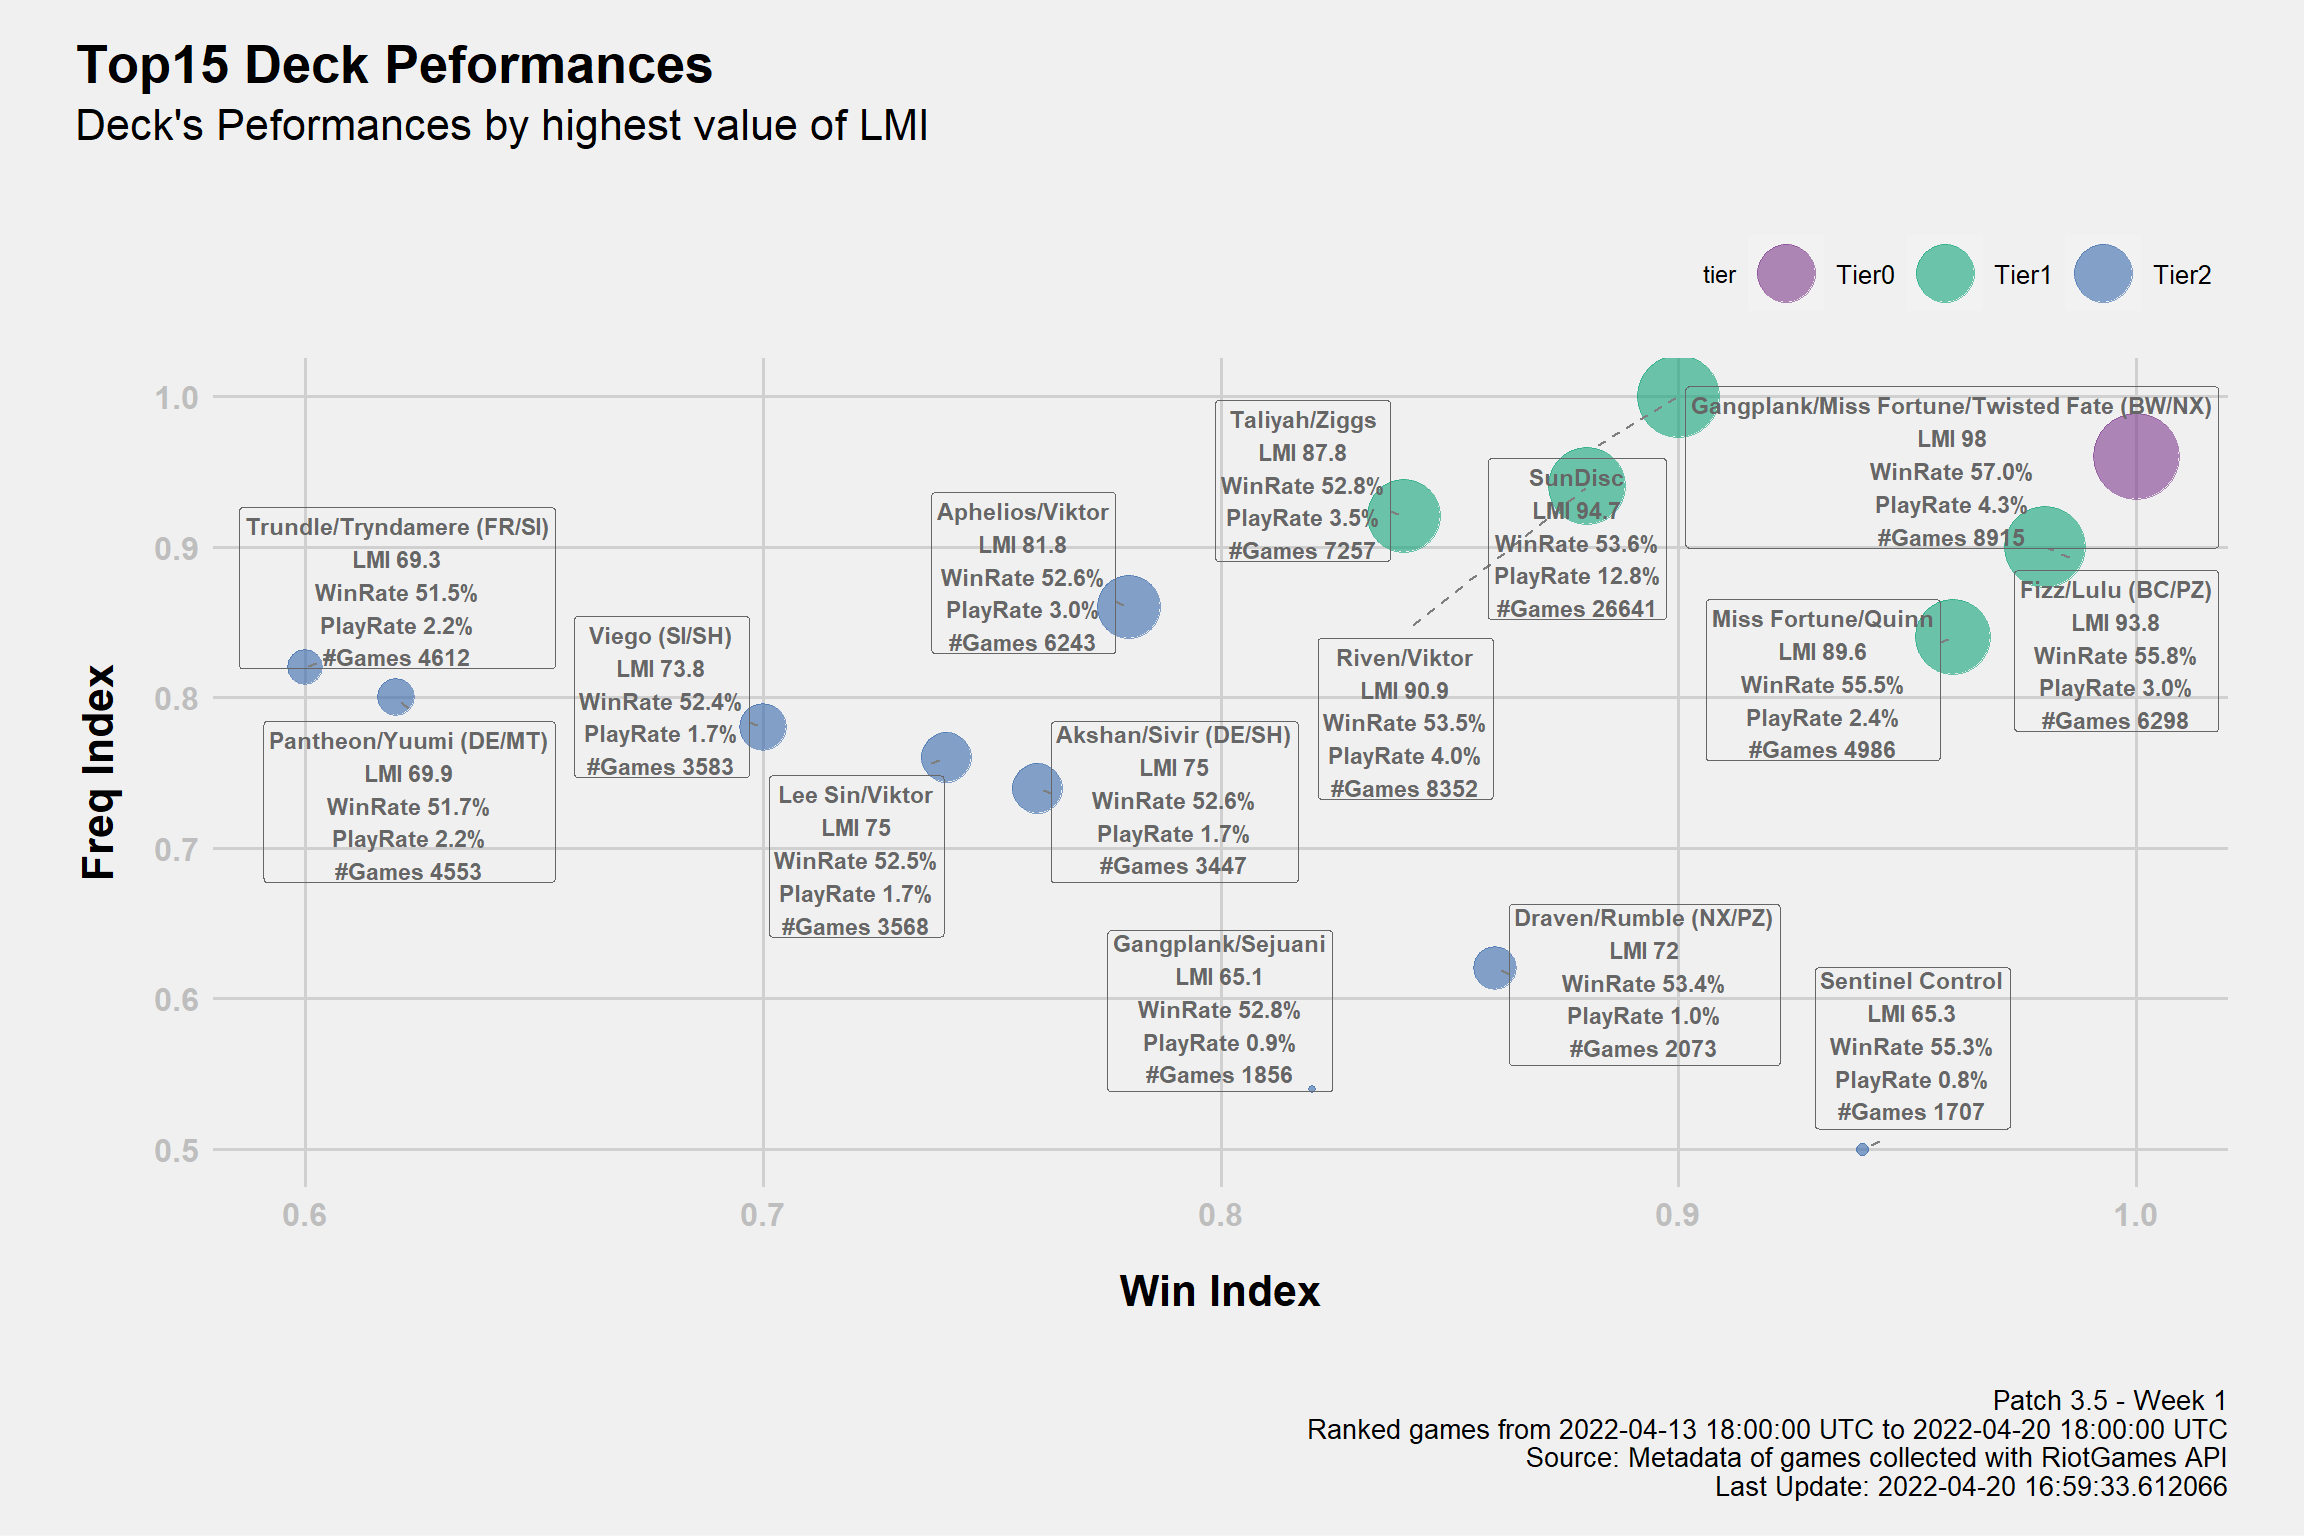 Top15 Deck Peformances
Deck's Peformances by highest value of LMI
tier
Tier0
Tier1
Tier2
Freq Index
1.0
0.9
0.8
0.7
0.6
0.5
Trundle/Tryndamere (FR/SI)
LMI 69.3
WinRate 51.5%
PlayRate 2.2%
#Games 4612
Pantheon/Yuumi (DE/MT)
LMI 69.9
WinRate 51.7%
PlayRate 2.2%
#Games 4553
Viego (SI/SH)
LMI 73.8
WinRate 52.4%
PlayRate 1.7%
#Games 3583
Lee Sin/Viktor
LMI 75
WinRate 52.5%
PlayRate 1.7%
#Games 3568
Aphelios/Viktor
LMI 81.8
WinRate 52.6%
PlayRate 3.0%
#Games 6243
Akshan/Sivir (DE/SH)
LMI 75
WinRate 52.6%
PlayRate 1.7%
#Games 3447
Gangplank/Sejuani
LMI 65.1
WinRate 52.8%
PlayRate 0.9%
#Games 1856
Taliyah/Ziggs
LMI 87.8
WinRate 52.8%
PlayRate 3.5%
#Games 7257
Riven/Viktor
LMI 90.9
WinRate 53.5%
PlayRate 4.0%
#Games 8352
SunDisc
LMI 94.7
WinRate 53.6%
PlayRate 12.8%
#Games 26641
Draven/Rumble (NX/PZ)
LMI 72
WinRate 53.4%
PlayRate 1.0%
#Games 2073
Gangplank/Miss Fortune/Twisted Fate (BW/NX)
LMI 98
WinRate 57.0%
PlayRate 4.3%
#Games 8915
Miss Fortune/Quinn
LMI 89.6
WinRate 55.5%
PlayRate 2.4%
#Games 4986
Fizz/Lulu (BC/PZ)
LMI 93.8
WinRate 55.8%
PlayRate 3.0%
#Games 6298
Sentinel Control
LMI 65.3
WinRate 55.3%
PlayRate 0.8%
#Games 1707
0.6
0.7
0.8
0.9
1.0
Win Index
Patch 3.5 - Week 1
Ranked games from 2022-04-13 18:00:00 UTC to 2022-04-20 18:00:00 UTC
Source: Metadata of games collected with RiotGames API
Last Update: 2022-04-20 16:59:33.612066